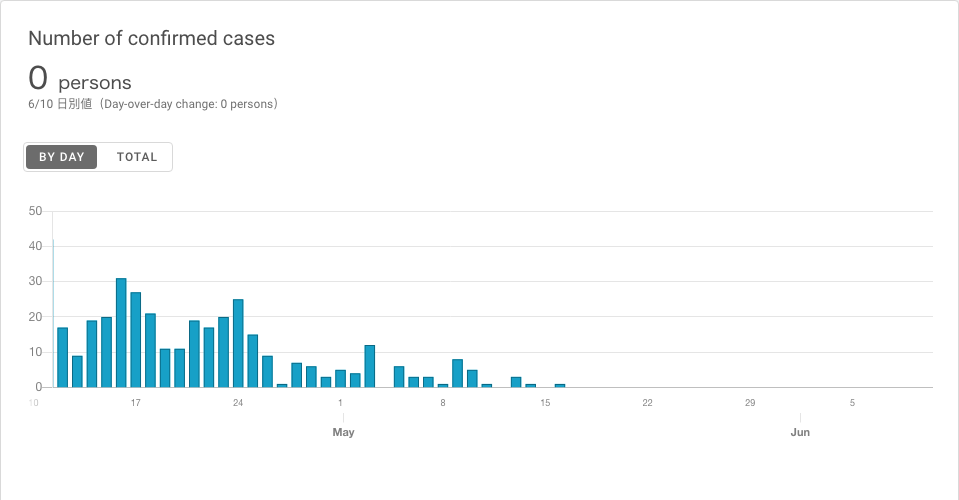 Number of confirmed cases
0 persons
6/10 日別値（Day-over-day change: 0 persons）
BY DAY TOTAL
50
40
30
20
10
0
10 17 24 1 8 15 22 29 5
May Jun